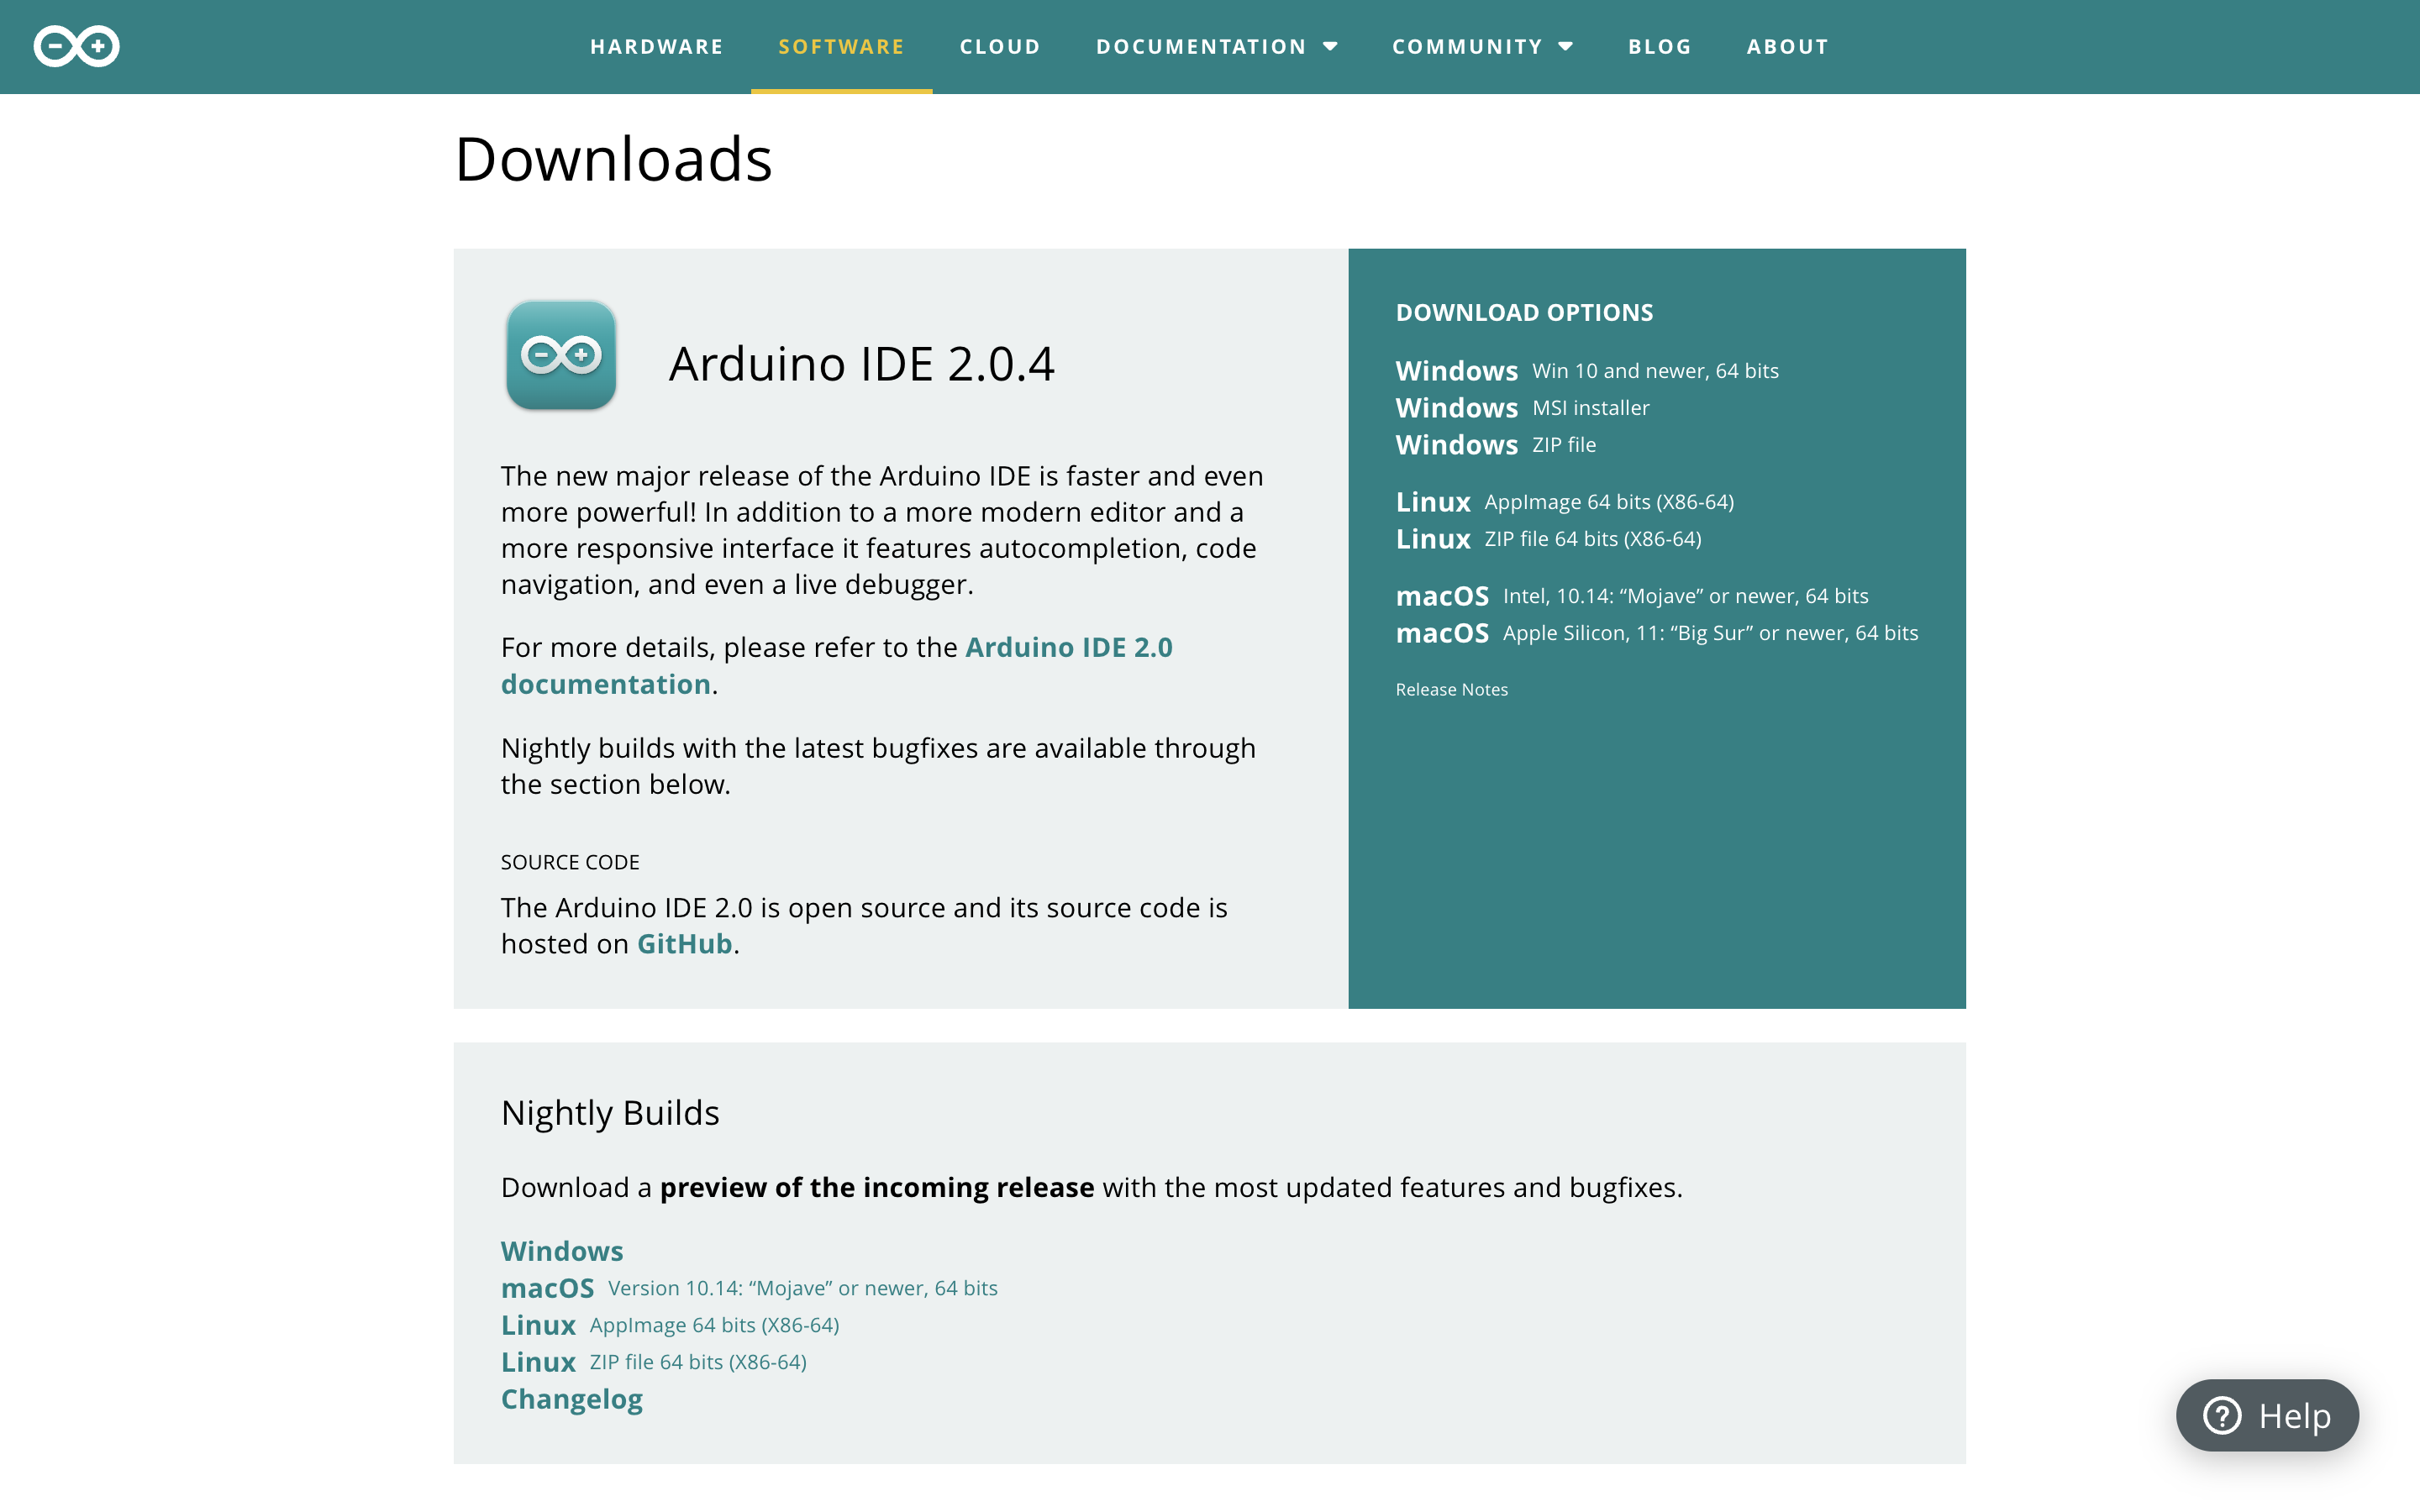 HARDWARE SOFTWARE CLOUD DOCUMENTATION COMMUNITY BLOG ABOUT
Downloads
Arduino IDE 2.0.4
The new major release of the Arduino IDE is faster and even
more powerful! In addition to a more modern editor and a
more responsive interface it features autocompletion, code
navigation, and even a live debugger.
For more details, please refer to the Arduino IDE 2.0
documentation.
Nightly builds with the latest bugfixes are available through
the section below.
SOURCE CODE
The Arduino IDE 2.0 is open source and its source code is
hosted on GitHub.
DOWNLOAD OPTIONS
Windows Win 10 and newer, 64 bits
Windows MSI installer
Windows ZIP file
Linux AppImage 64 bits (X86-64)
Linux ZIP file 64 bits (X86-64)
macOS Intel, 10.14: “Mojave” or newer, 64 bits
macOS Apple Silicon, 11: “Big Sur” or newer, 64 bits
Release Notes
Nightly Builds
Download a preview of the incoming release with the most updated features and bugfixes.
Windows
macOS Version 10.14: “Mojave” or newer, 64 bits
Linux AppImage 64 bits (X86-64)
Linux ZIP file 64 bits (X86-64)
Changelog
Help